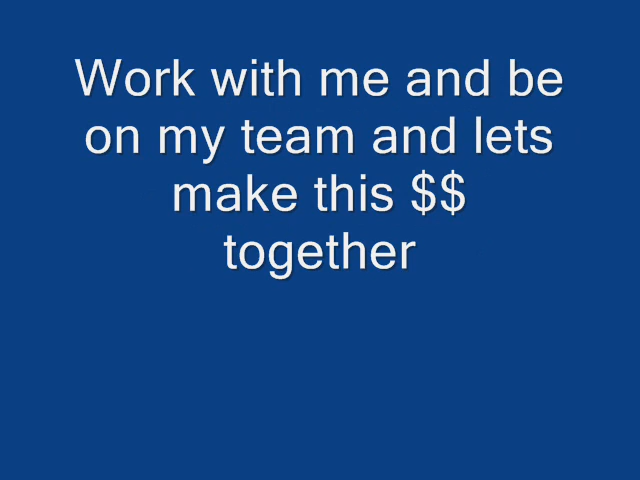 Work with me and be
on my team and lets
make this $$
together